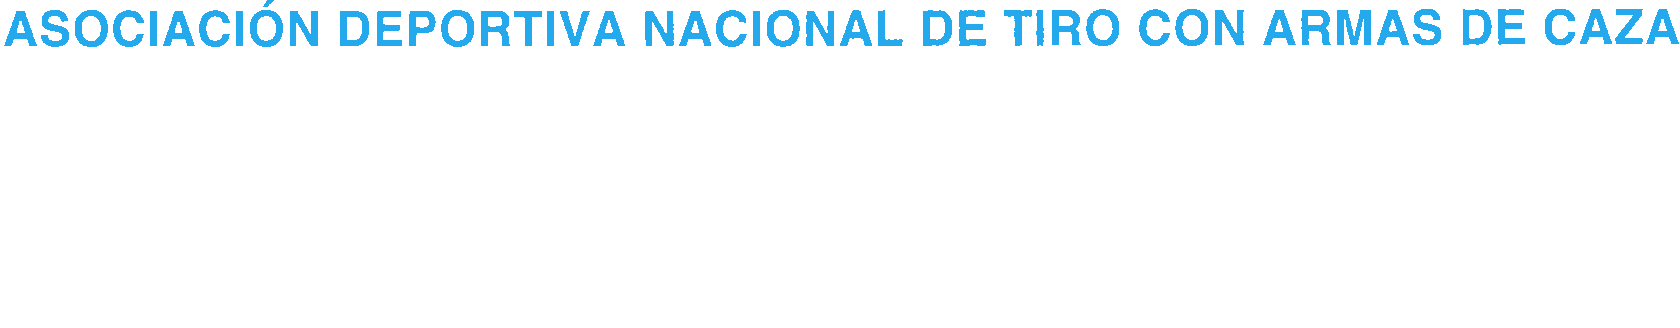 ASOCIACIÓN DEPORTIVA NACIONAL DE TIRO CON ARMAS DE CAZA